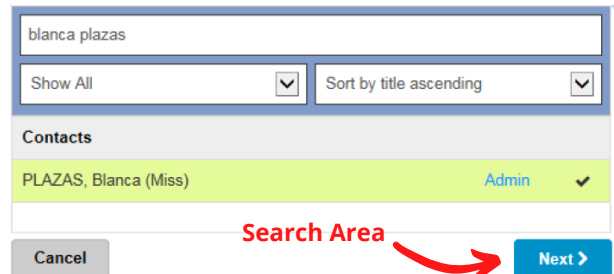 blanca plazas
Show All Sort by title ascending
Contacts
PLAZAS, Blanca (Miss) Admin
Search Area
Cancel Next